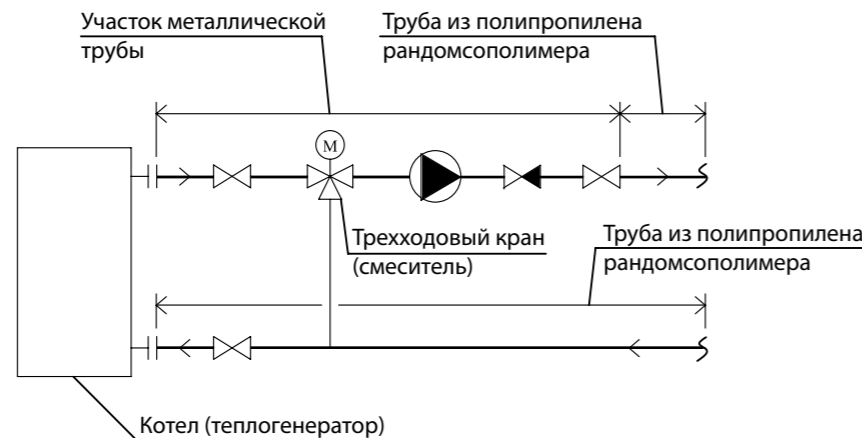 Участок металлической
трубы
Труба из полипропилена
рандомсополимера
М
Трехходовый кран
(смеситель)
Труба из полипропилена
рандомсополимера
Котел (теплогенератор)